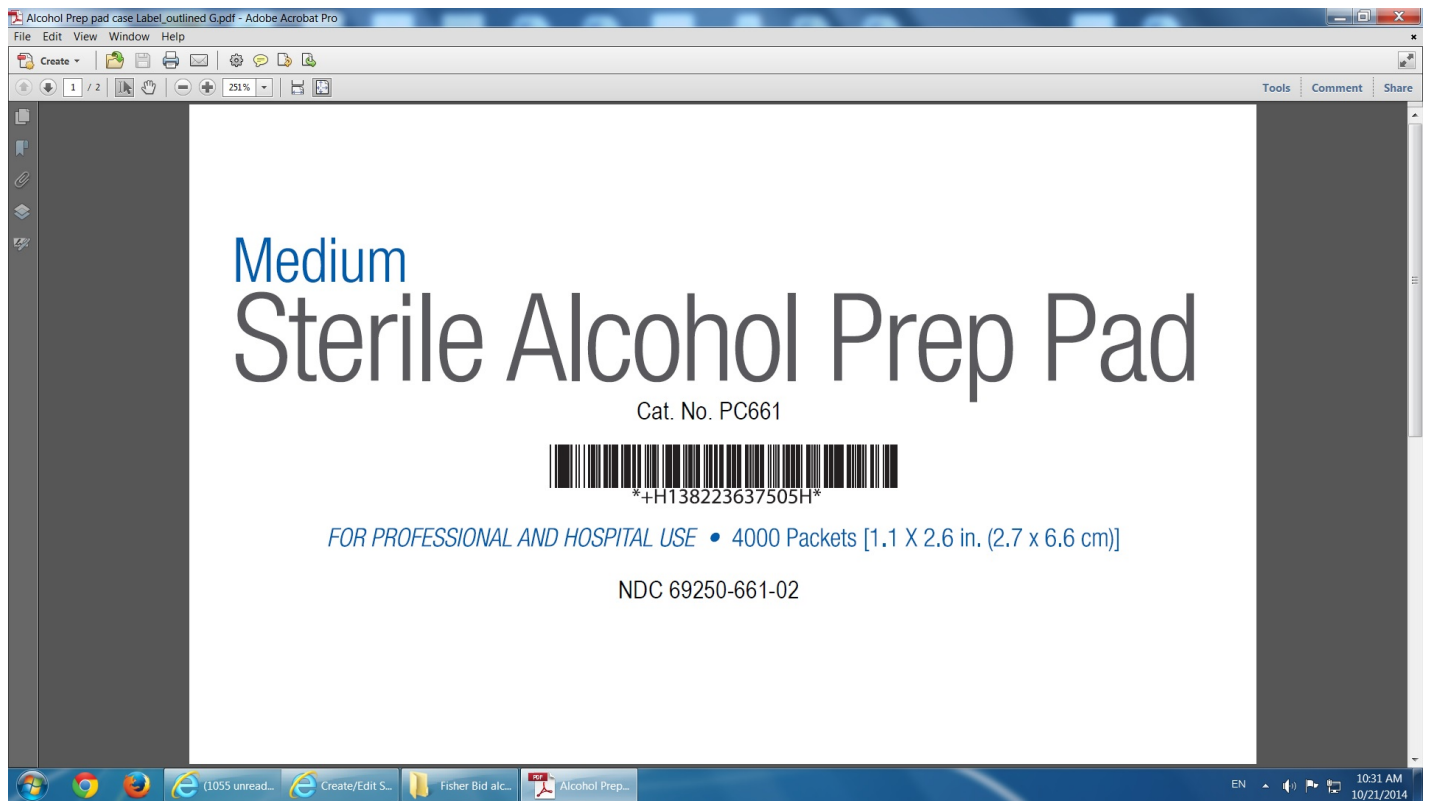 Alcohol Prep pad case Label_outlined G.pdf - Adobe Acrobat Pro
File Edit View Window Help
Create
1 / 2 251% Tools Comment Share
Medium
Sterile Alcohol Prep Pad
Cat. No. PC661
*+H138223637505H*
FOR PROFESSIONAL AND HOSPITAL USE • 4000 Packets [1.1 X 2.6 in. (2.7 x 6.6 cm)]
NDC 69250-661-02
(1055 unread... Create/Edit S... Fisher Bid alc... PDF Alcohol Prep... EN 10:31 AM
10/21/2014